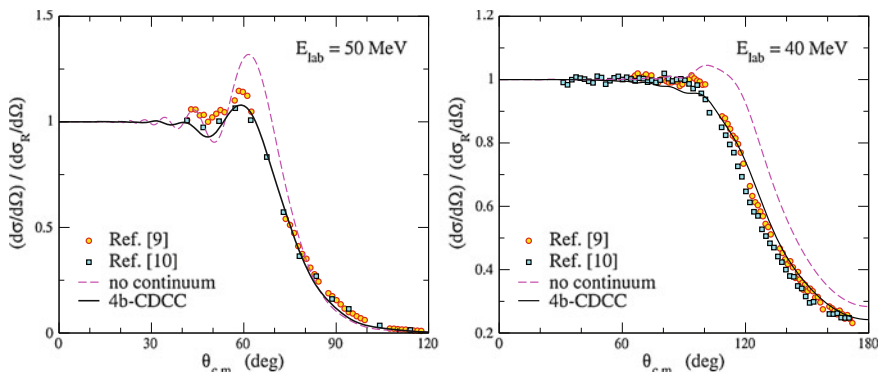 1.5
1
0.5
0
0
30
60
90
120
(dσ/dΩ) / (dσ_R/dΩ)
θ_c.m. (deg)
E_lab = 50 MeV
Ref. [9]
Ref. [10]
no continuum
4b-CDCC
1.2
1
0.8
0.6
0.4
0.2
0
60
120
180
(dσ/dΩ) / (dσ_R/dΩ)
θ_c.m. (deg)
E_lab = 40 MeV
Ref. [9]
Ref. [10]
no continuum
4b-CDCC